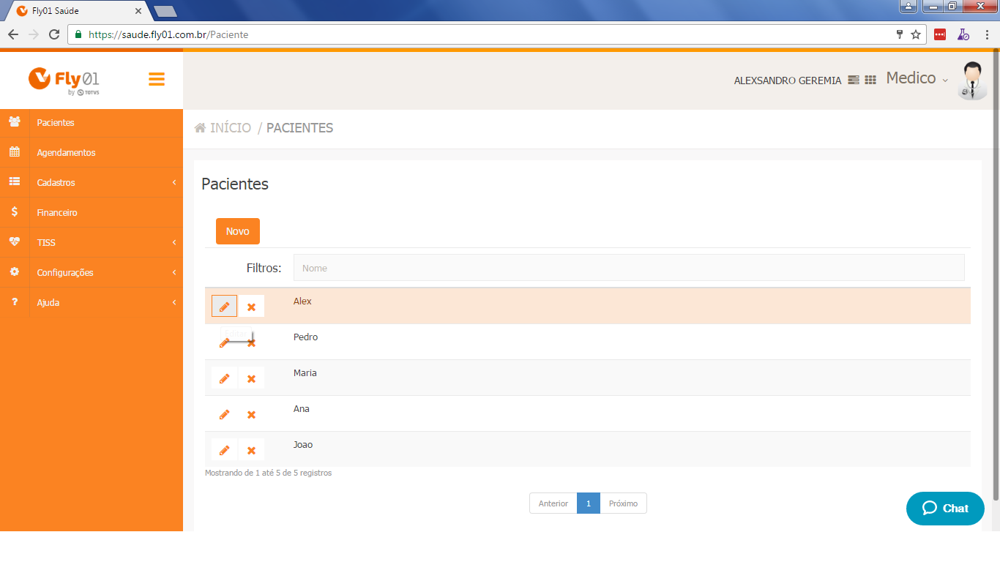 Fly01 Saúde
https://saude.fly01.com.br/Paciente
Fly01
by TOTVS
ALEXSANDRO GEREMIA
Medico
Pacientes
Agendamentos
Cadastros
Financeiro
TISS
Configurações
Ajuda
INÍCIO / PACIENTES
Pacientes
Novo
Filtros: Nome
Alex
Pedro
Maria
Ana
Joao
Mostrando de 1 até 5 de 5 registros
Anterior 1 Próximo
Chat